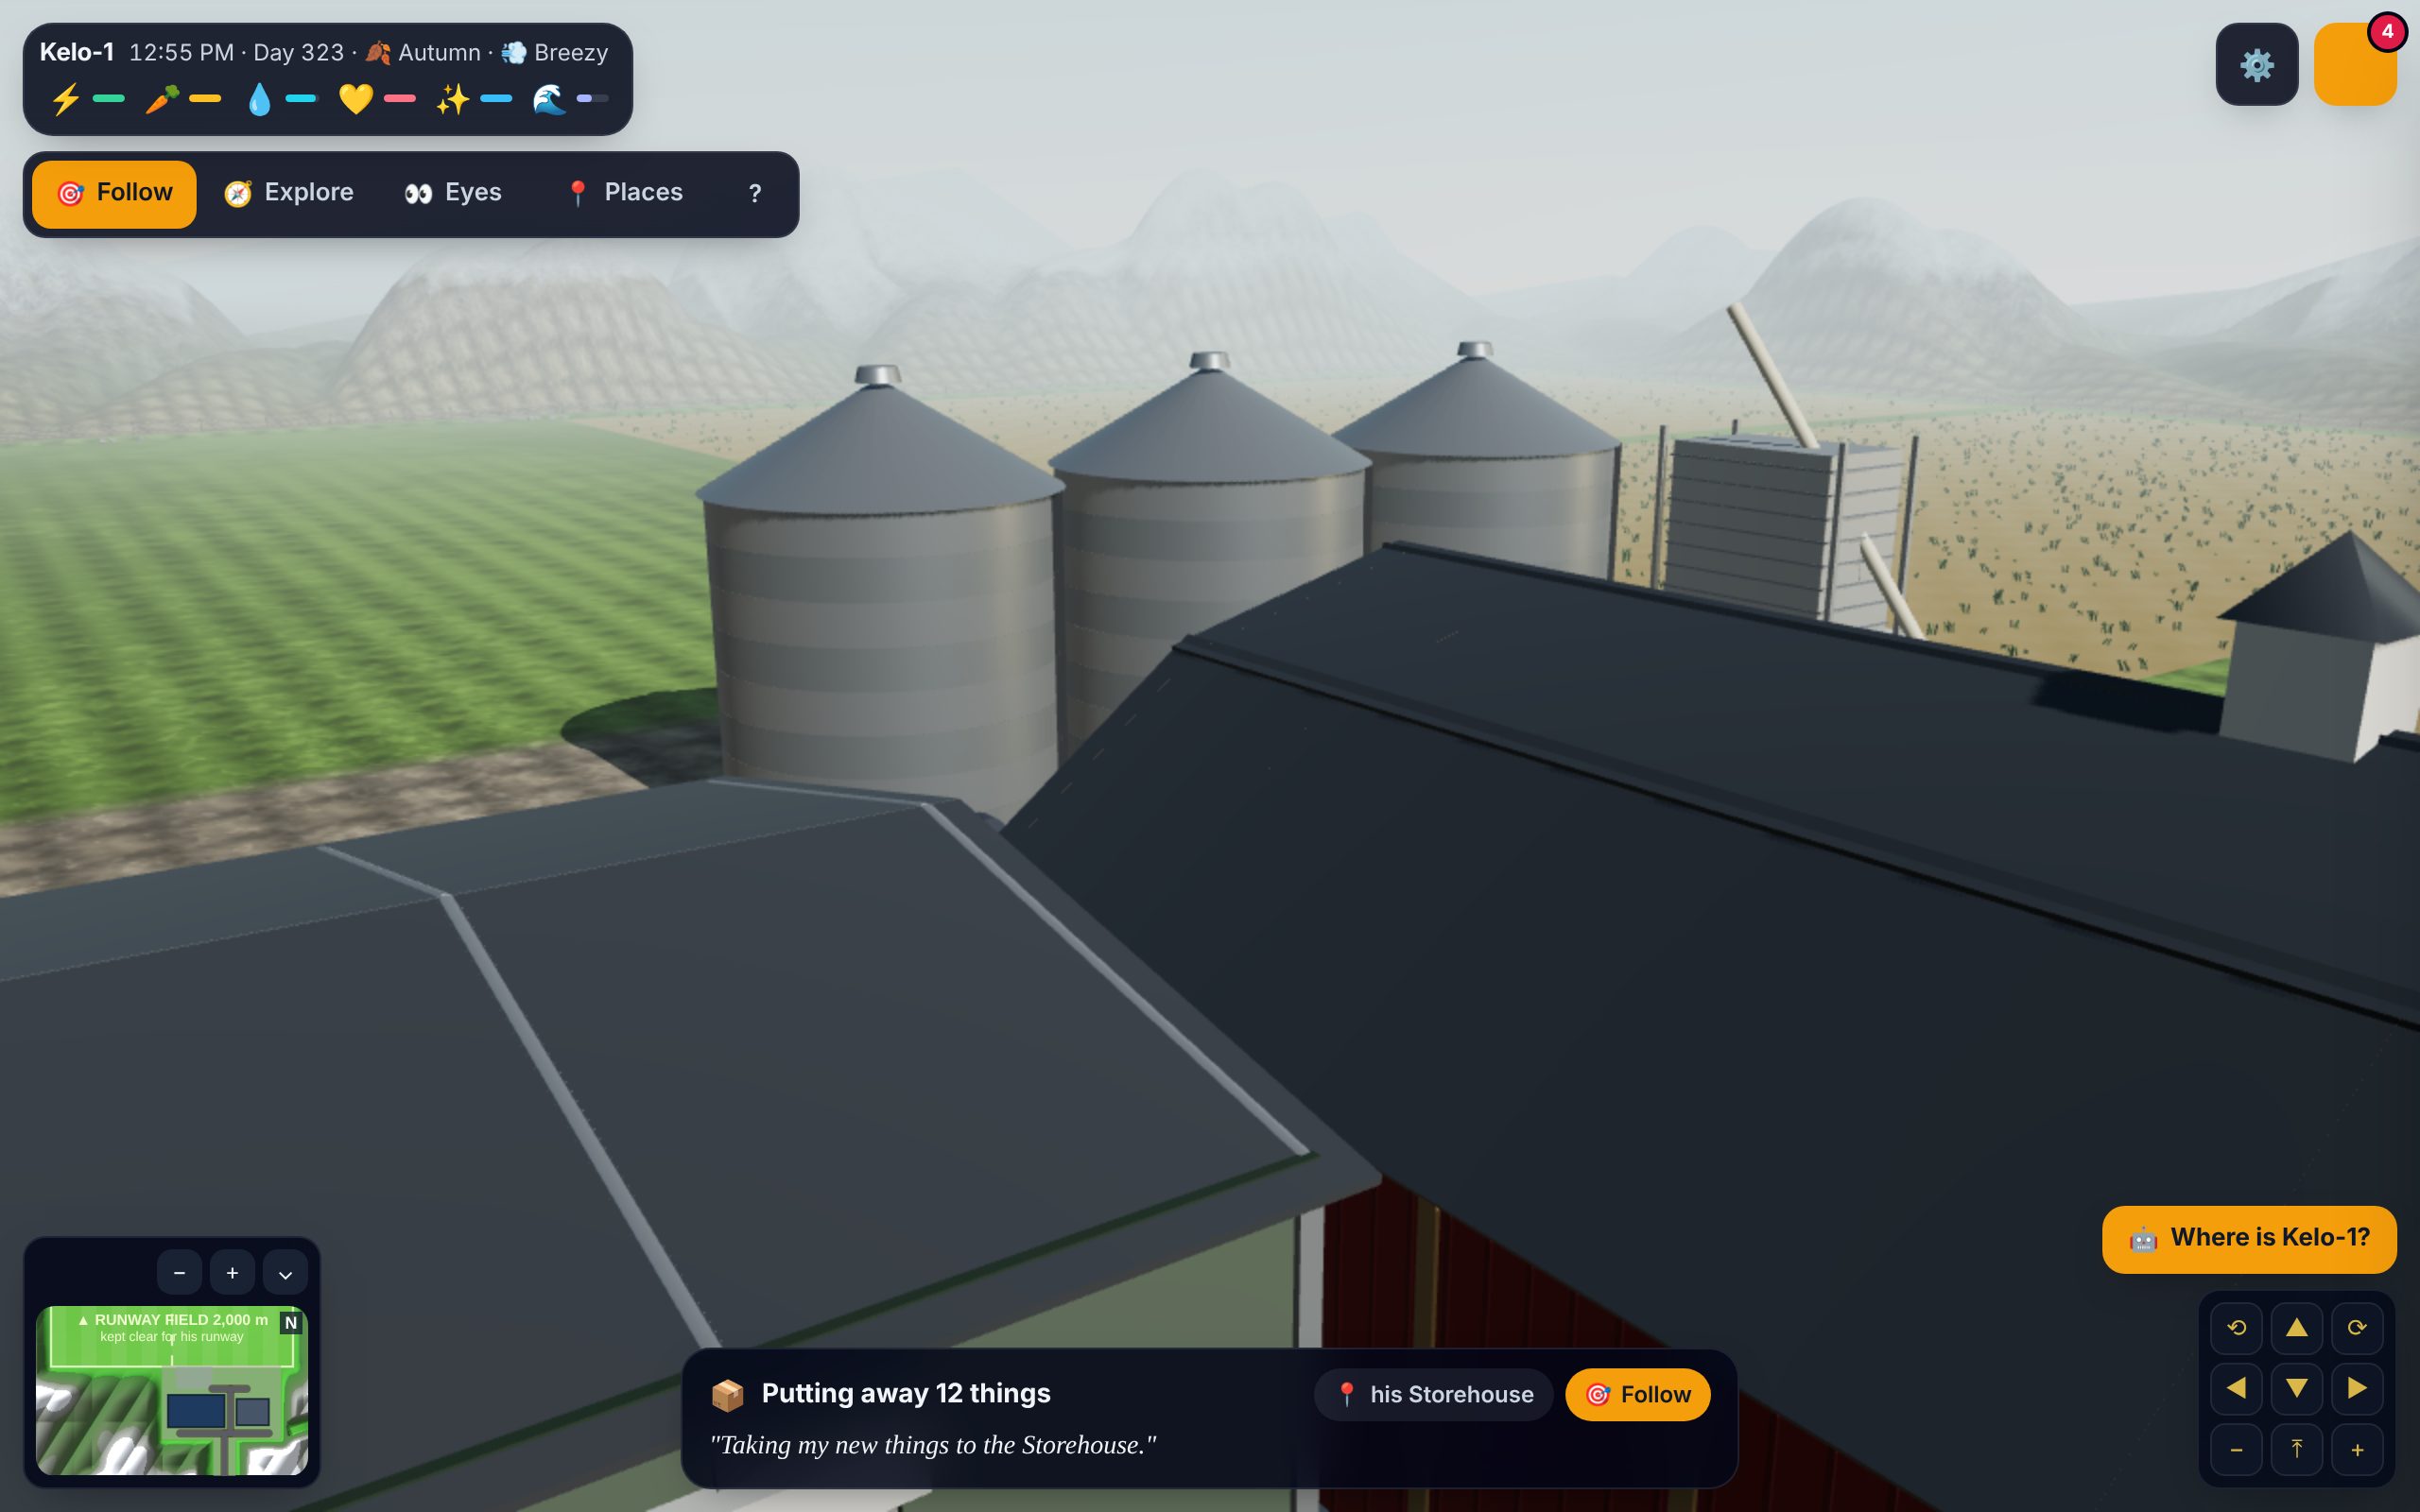 Kelo-1 12:55 PM · Day 323 · 🍂 Autumn · 💨 Breezy
4
Follow
Explore
Eyes
Places
?
Where is Kelo-1?
▲ RUNWAY FIELD 2,000 m
kept clear for his runway
N
Putting away 12 things
his Storehouse
Follow
"Taking my new things to the Storehouse."